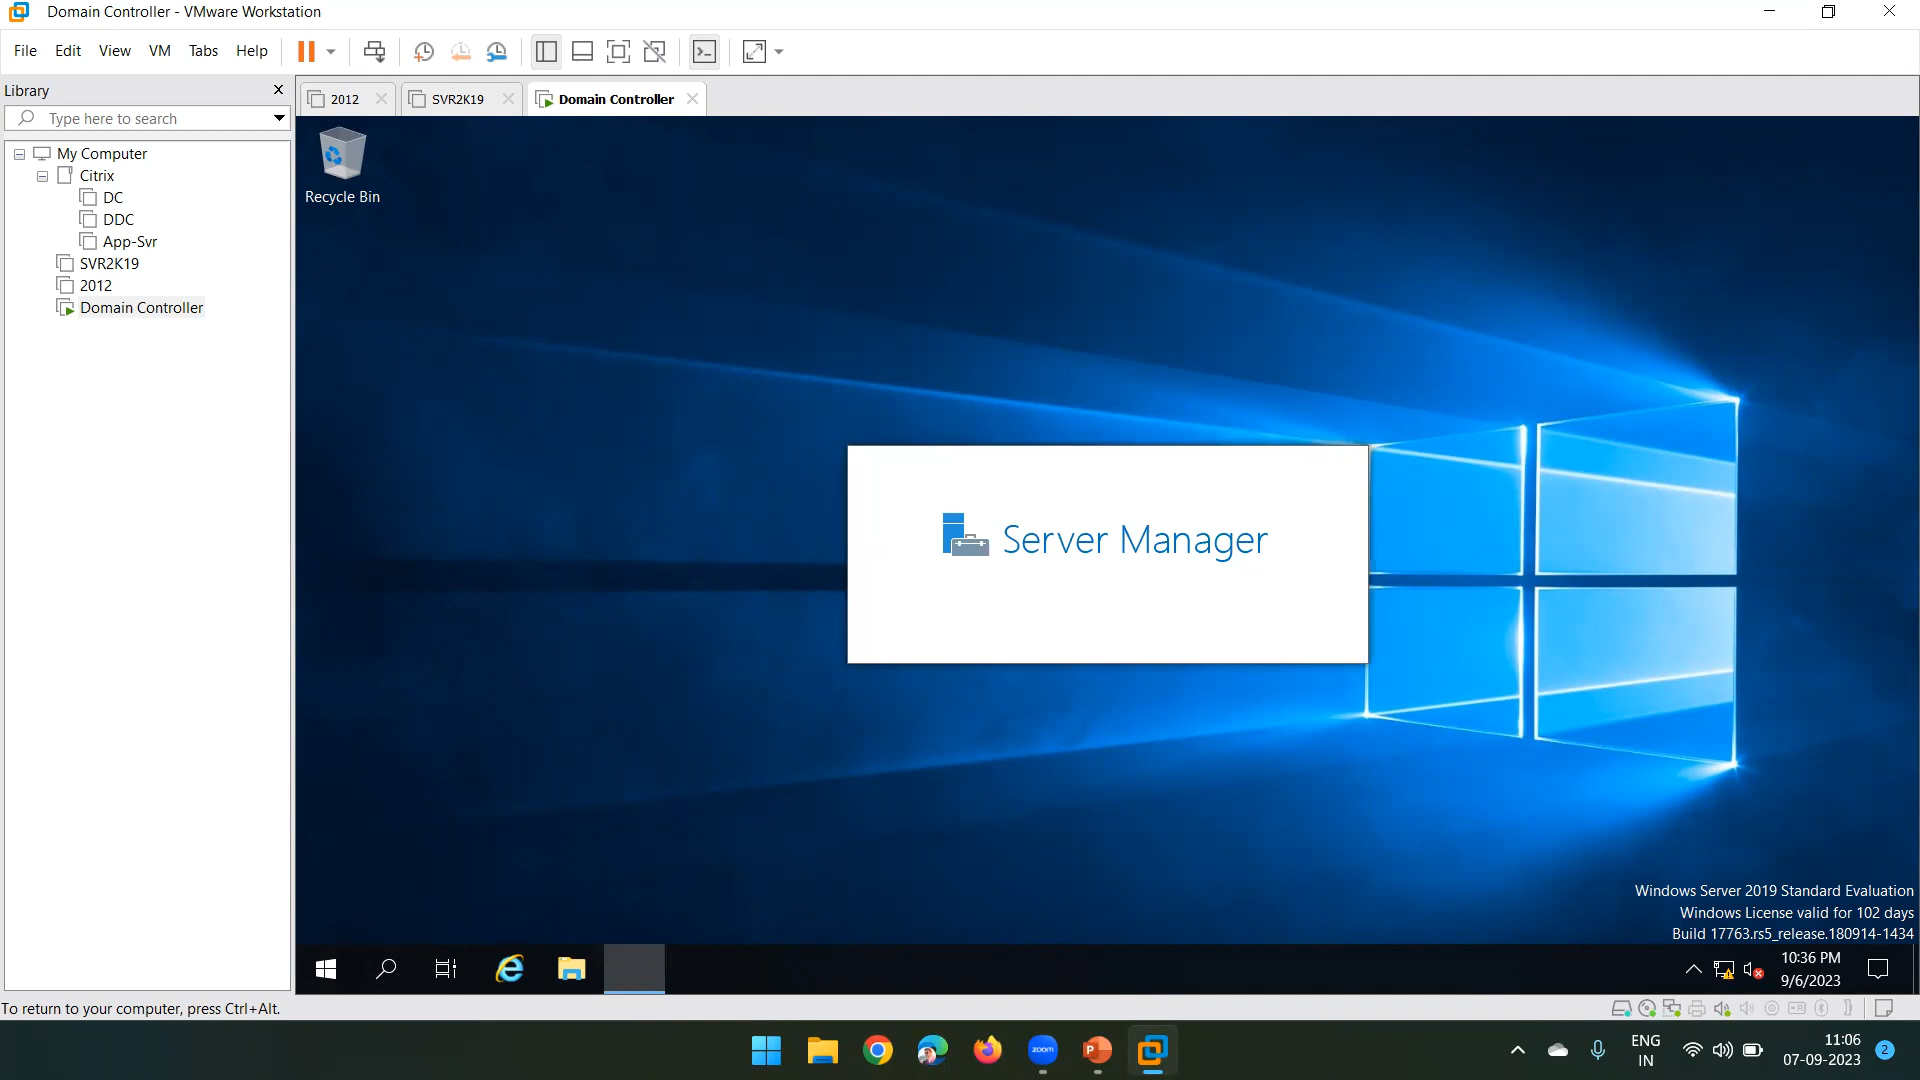 Domain Controller - VMware Workstation
File Edit View VM Tabs Help
Library
Type here to search
My Computer
Citrix
DC
DDC
App-Svr
SVR2K19
2012
Domain Controller
2012
SVR2K19
Domain Controller
Recycle Bin
Server Manager
Windows Server 2019 Standard Evaluation
Windows License valid for 102 days
Build 17763.rs5_release.180914-1434
10:36 PM
9/6/2023
To return to your computer, press Ctrl+Alt.
zoom
P
ENG
IN
11:06
07-09-2023
2